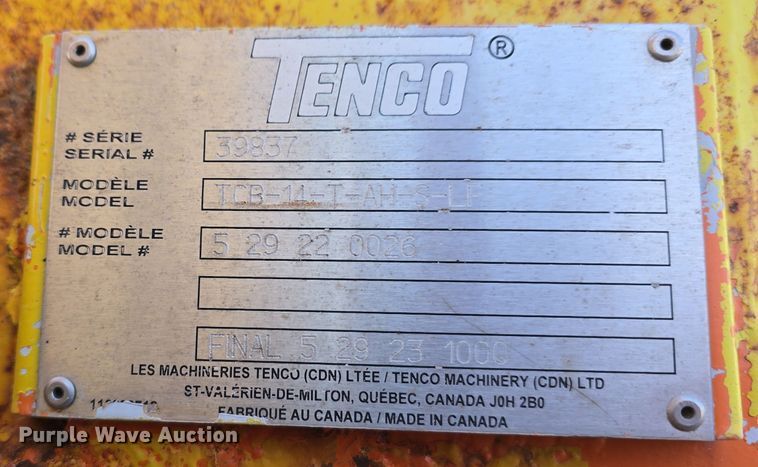 TENCO ®
# SÉRIE
SERIAL #
39837
MODÈLE
MODEL
TCB-11-T-AH-S-LF
# MODÈLE
MODEL #
5 29 22 0026
FINAL 5 29 23 1000
LES MACHINERIES TENCO (CDN) LTÉE / TENCO MACHINERY (CDN) LTD
ST-VALÉRIEN-DE-MILTON, QUÉBEC, CANADA J0H 2B0
FABRIQUÉ AU CANADA / MADE IN CANADA
Purple Wave Auction